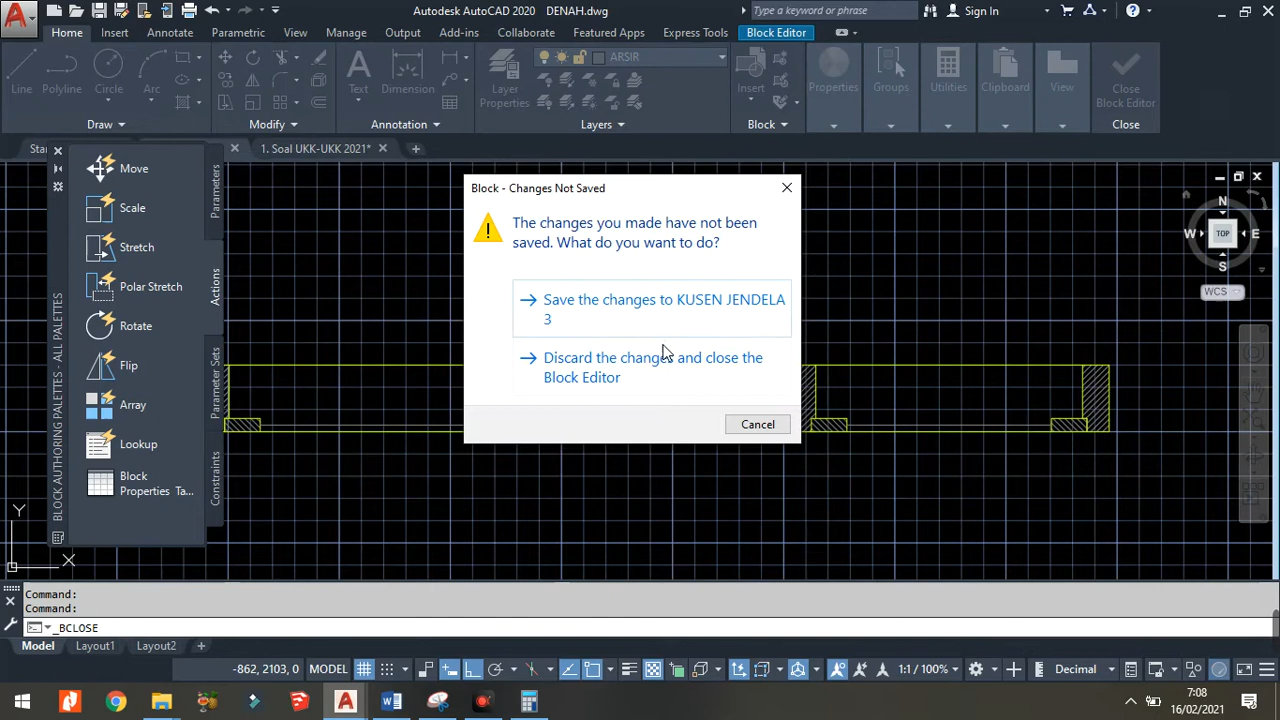 Autodesk AutoCAD 2020 DENAH.dwg
Type a keyword or phrase
Sign In
Home Insert Annotate Parametric View Manage Output Add-ins Collaborate Featured Apps Express Tools Block Editor
Line Polyline Circle Arc
Text Dimension
Layer Properties
ARSIR
Insert
Properties Groups Utilities Clipboard View Close Block Editor
Draw Modify Annotation Layers Block Close
1. Soal UKK-UKK 2021*
Move
Scale
Stretch
Polar Stretch
Rotate
Flip
Array
Lookup
Block
Properties Ta...
Parameters
Actions
Parameter Sets
Constraints
BLOCK AUTHORING PALETTES - ALL PALETTES
Block - Changes Not Saved
The changes you made have not been
saved. What do you want to do?
Save the changes to KUSEN JENDELA
3
Discard the changes and close the
Block Editor
Cancel
N
W TOP E
S
WCS
Y
X
Command:
Command:
_BCLOSE
Model Layout1 Layout2
-862, 2103, 0 MODEL 1:1 / 100% Decimal
7:08
16/02/2021